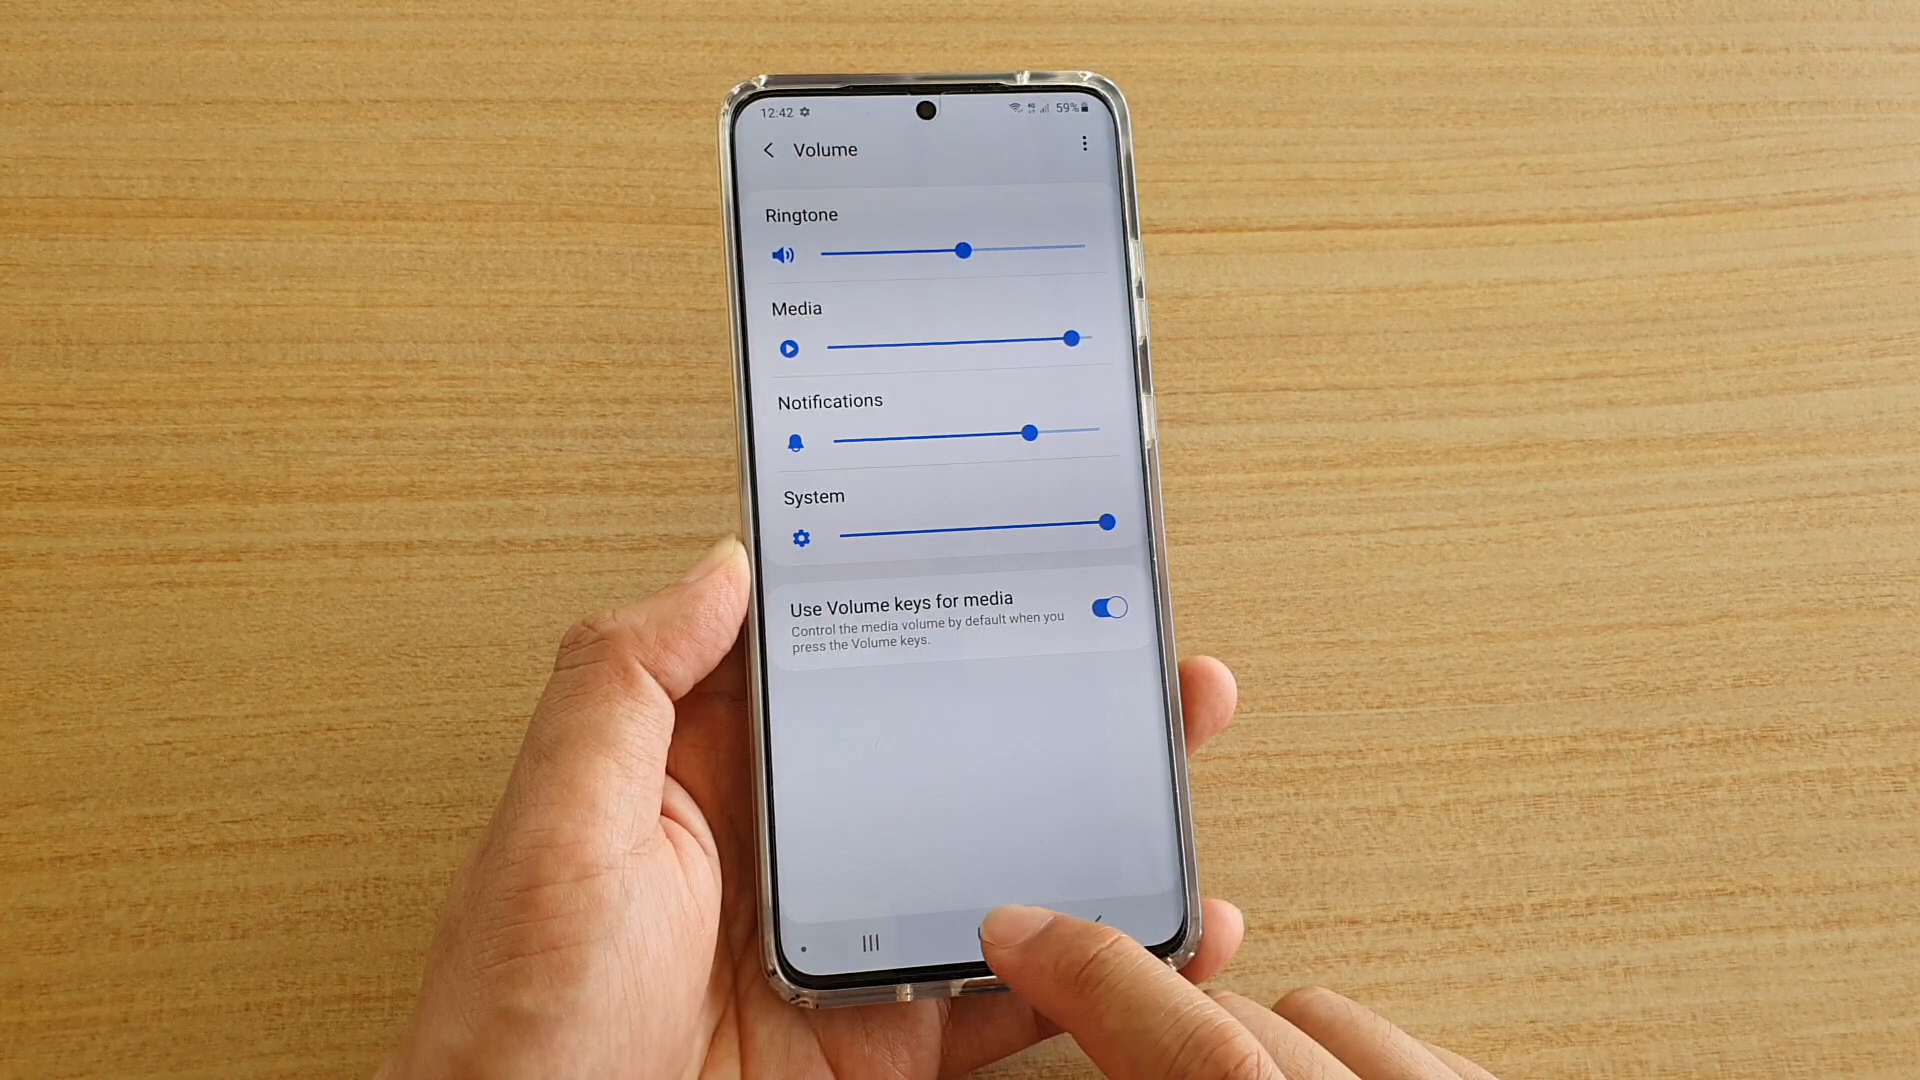 12:42 59%
Volume
Ringtone
Media
Notifications
System
Use Volume keys for media
Control the media volume by default when you
press the Volume keys.